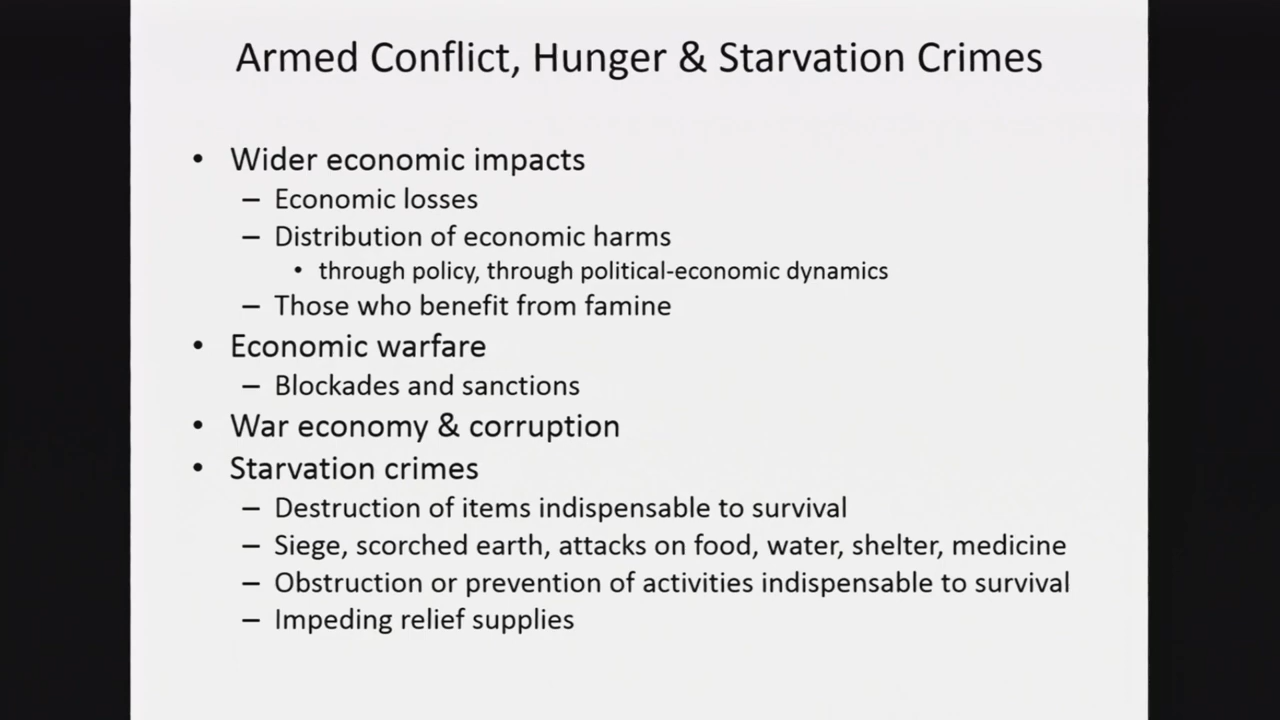 Armed Conflict, Hunger & Starvation Crimes
• Wider economic impacts
– Economic losses
– Distribution of economic harms
• through policy, through political-economic dynamics
– Those who benefit from famine
• Economic warfare
– Blockades and sanctions
• War economy & corruption
• Starvation crimes
– Destruction of items indispensable to survival
– Siege, scorched earth, attacks on food, water, shelter, medicine
– Obstruction or prevention of activities indispensable to survival
– Impeding relief supplies